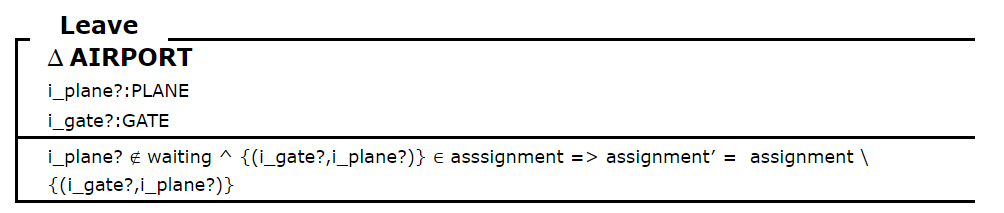 Leave
Δ AIRPORT
i_plane?:PLANE
i_gate?:GATE
i_plane? ∉ waiting ^ {(i_gate?,i_plane?)} ∈ asssignment => assignment’ =  assignment \
{(i_gate?,i_plane?)}